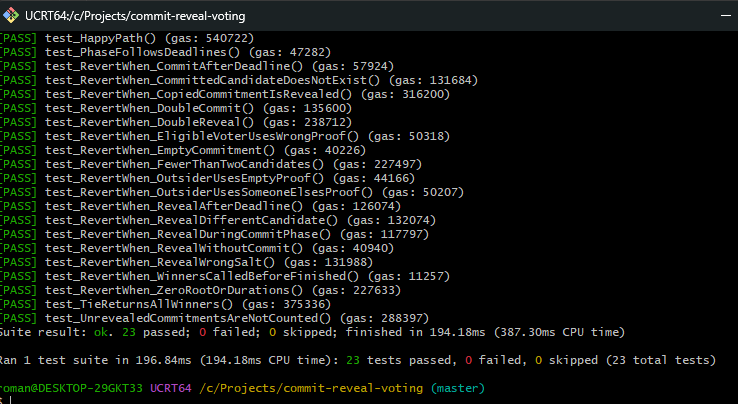 UCRT64:/c/Projects/commit-reveal-voting
[PASS] test_HappyPath() (gas: 540722)
[PASS] test_PhaseFollowsDeadlines() (gas: 47282)
[PASS] test_RevertWhen_CommitAfterDeadline() (gas: 57924)
[PASS] test_RevertWhen_CommittedCandidateDoesNotExist() (gas: 131684)
[PASS] test_RevertWhen_CopiedCommitmentIsRevealed() (gas: 316200)
[PASS] test_RevertWhen_DoubleCommit() (gas: 135600)
[PASS] test_RevertWhen_DoubleReveal() (gas: 238712)
[PASS] test_RevertWhen_EligibleVoterUsesWrongProof() (gas: 50318)
[PASS] test_RevertWhen_EmptyCommitment() (gas: 40226)
[PASS] test_RevertWhen_FewerThanTwoCandidates() (gas: 227497)
[PASS] test_RevertWhen_OutsiderUsesEmptyProof() (gas: 44166)
[PASS] test_RevertWhen_OutsiderUsesSomeoneElsesProof() (gas: 50207)
[PASS] test_RevertWhen_RevealAfterDeadline() (gas: 126074)
[PASS] test_RevertWhen_RevealDifferentCandidate() (gas: 132074)
[PASS] test_RevertWhen_RevealDuringCommitPhase() (gas: 117797)
[PASS] test_RevertWhen_RevealWithoutCommit() (gas: 40940)
[PASS] test_RevertWhen_RevealWrongSalt() (gas: 131988)
[PASS] test_RevertWhen_WinnersCalledBeforeFinished() (gas: 11257)
[PASS] test_RevertWhen_ZeroRootOrDurations() (gas: 227633)
[PASS] test_TieReturnsAllWinners() (gas: 375336)
[PASS] test_UnrevealedCommitmentsAreNotCounted() (gas: 288397)
Suite result: ok. 23 passed; 0 failed; 0 skipped; finished in 194.18ms (387.30ms CPU time)
Ran 1 test suite in 196.84ms (194.18ms CPU time): 23 tests passed, 0 failed, 0 skipped (23 total tests)
roman@DESKTOP-29GKT33 UCRT64 /c/Projects/commit-reveal-voting (master)
$